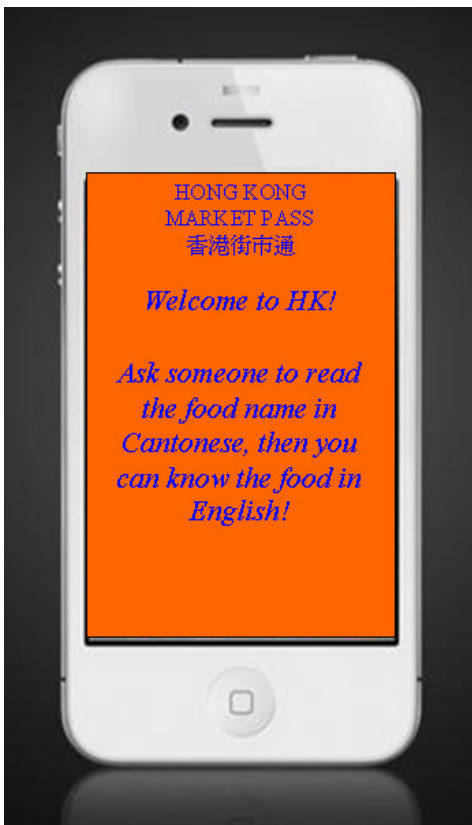 HONG KONG
MARKET PASS
香港街市通
Welcome to HK!
Ask someone to read
the food name in
Cantonese, then you
can know the food in
English!